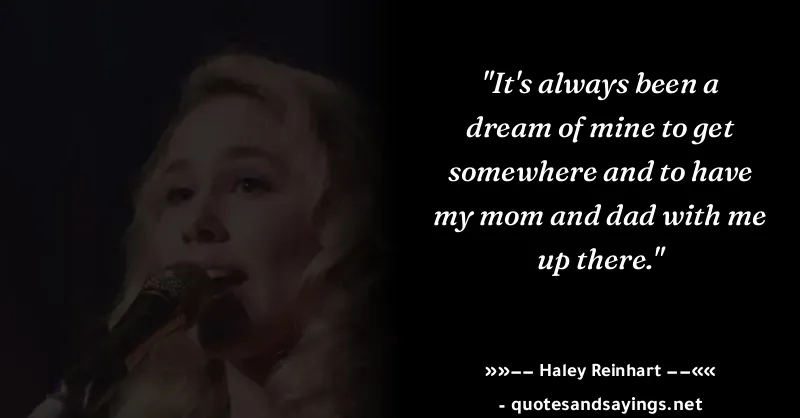 "It's always been a
dream of mine to get
somewhere and to have
my mom and dad with me
up there."
»»−− Haley Reinhart −−««
- quotesandsayings.net